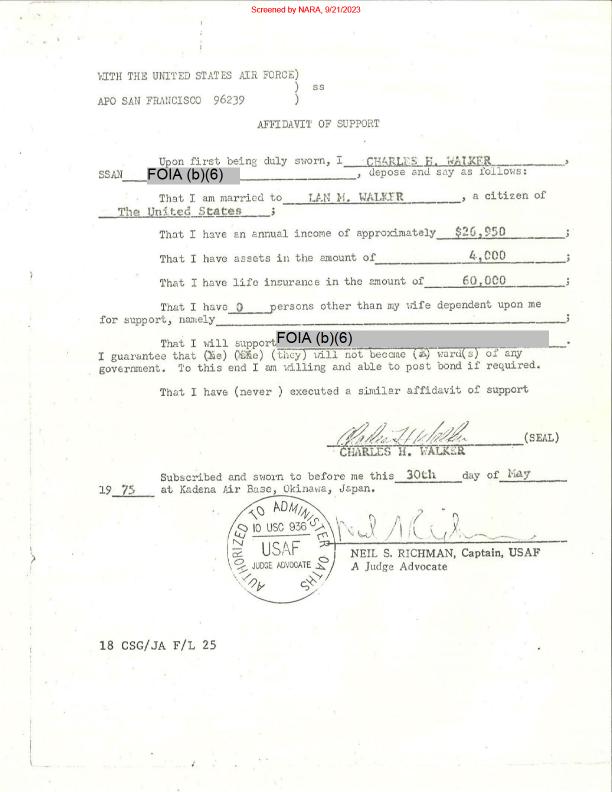 Screened by NARA, 9/21/2023
WITH THE UNITED STATES AIR FORCE)
) ss
APO SAN FRANCISCO 96239 )
AFFIDAVIT OF SUPPORT
Upon first being duly sworn, I CHARLES H. WALKER,
SSAN FOIA (b)(6), depose and say as follows:
That I am married to LAN M. WALKER, a citizen of
The United States;
That I have an annual income of approximately $26,950;
That I have assets in the amount of 4,000;
That I have life insurance in the amount of 60,000;
That I have 0 persons other than my wife dependent upon me
for support, namely ;
That I will support FOIA (b)(6).
I guarantee that (he) (she) (they) will not become (a) ward(s) of any
government. To this end I am willing and able to post bond if required.
That I have (never ) executed a similar affidavit of support
Charles H Walker (SEAL)
CHARLES H. WALKER
Subscribed and sworn to before me this 30th day of May
19 75 at Kadena Air Base, Okinawa, Japan.
AUTHORIZED TO ADMINISTER OATHS
10 USC 936
USAF
JUDGE ADVOCATE
Neil S Richman
NEIL S. RICHMAN, Captain, USAF
A Judge Advocate
18 CSG/JA F/L 25